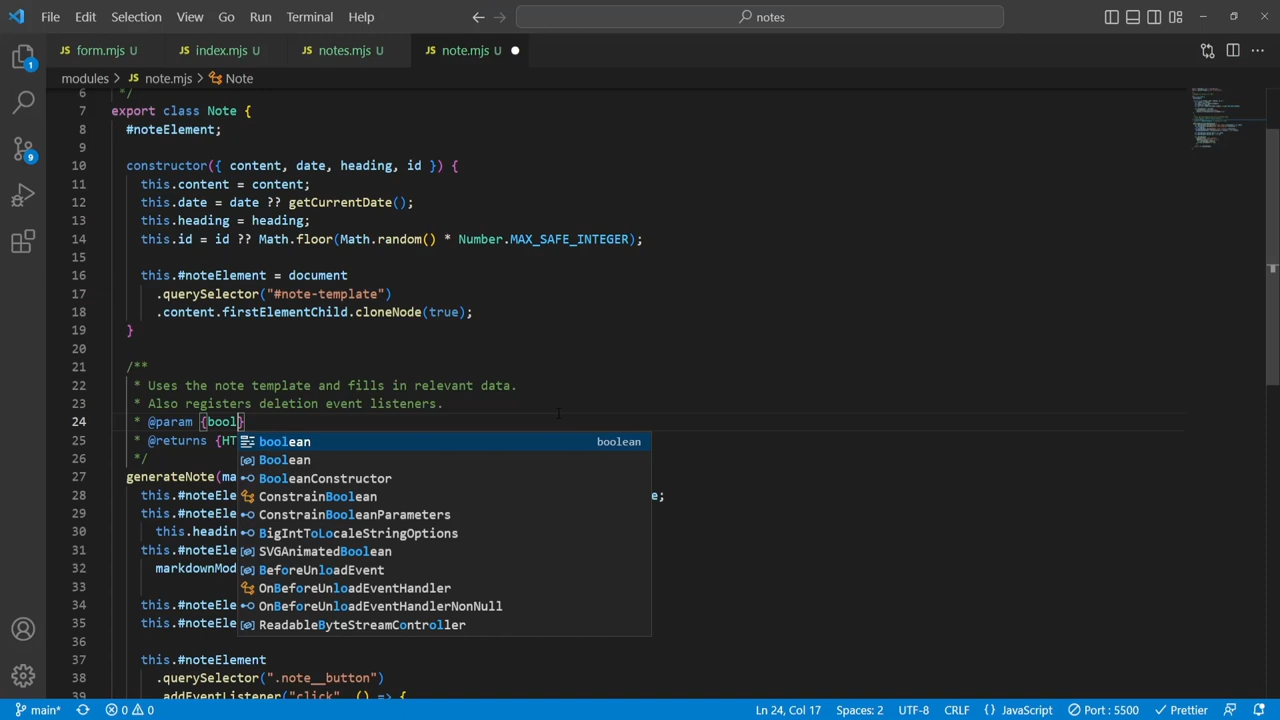 File Edit Selection View Go Run Terminal Help
notes
JS form.mjs U JS index.mjs U JS notes.mjs U JS note.mjs U
modules > JS note.mjs > Note
1
9
6 */
7 export class Note {
8 #noteElement;
9
10 constructor({ content, date, heading, id }) {
11 this.content = content;
12 this.date = date ?? getCurrentDate();
13 this.heading = heading;
14 this.id = id ?? Math.floor(Math.random() * Number.MAX_SAFE_INTEGER);
15
16 this.#noteElement = document
17 .querySelector("#note-template")
18 .content.firstElementChild.cloneNode(true);
19 }
20
21 /**
22 * Uses the note template and fills in relevant data.
23 * Also registers deletion event listeners.
24 * @param {bool}
25 * @returns {HT
26 */
27 generateNote(ma
28 this.#noteEle e;
29 this.#noteEle
30 this.headin
31 this.#noteEle
32 markdownMod
33
34 this.#noteEle
35 this.#noteEle
36
37 this.#noteElement
38 .querySelector(".note__button")
39 .addEventListener("click", () => {
boolean boolean
Boolean
BooleanConstructor
ConstrainBoolean
ConstrainBooleanParameters
BigIntToLocaleStringOptions
SVGAnimatedBoolean
BeforeUnloadEvent
OnBeforeUnloadEventHandler
OnBeforeUnloadEventHandlerNonNull
ReadableByteStreamController
main* 0 0 Ln 24, Col 17 Spaces: 2 UTF-8 CRLF {} JavaScript Port : 5500 Prettier